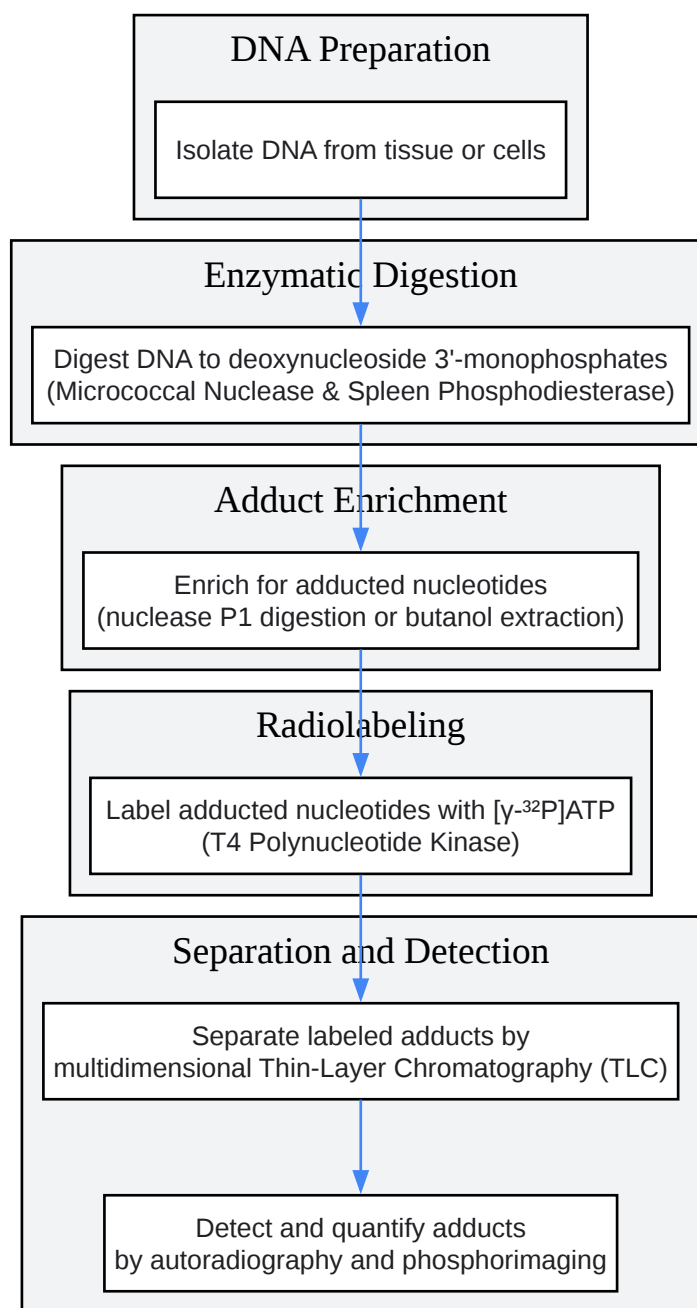 DNA Preparation
Isolate DNA from tissue or cells
Enzymatic Digestion
Digest DNA to deoxynucleoside 3'-monophosphates
(Micrococcal Nuclease & Spleen Phosphodiesterase)
Adduct Enrichment
Enrich for adducted nucleotides
(nuclease P1 digestion or butanol extraction)
Radiolabeling
Label adducted nucleotides with [γ-³²P]ATP
(T4 Polynucleotide Kinase)
Separation and Detection
Separate labeled adducts by
multidimensional Thin-Layer Chromatography (TLC)
Detect and quantify adducts
by autoradiography and phosphorimaging